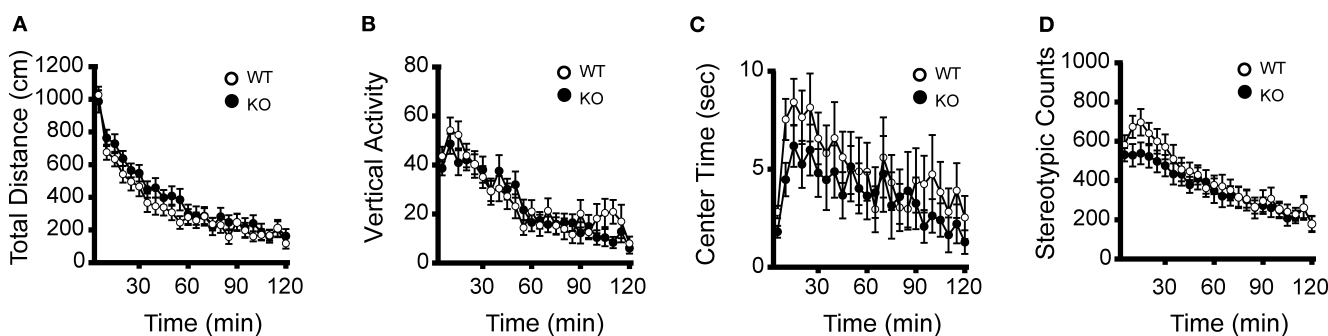 A
Total Distance (cm)
1200
1000
800
600
400
200
0
WT
KO
30 60 90 120
Time (min)
B
Vertical Activity
80
60
40
20
0
WT
KO
30 60 90 120
Time (min)
C
Center Time (sec)
10
5
0
WT
KO
30 60 90 120
Time (min)
D
Stereotypic Counts
1000
800
600
400
200
0
WT
KO
30 60 90 120
Time (min)